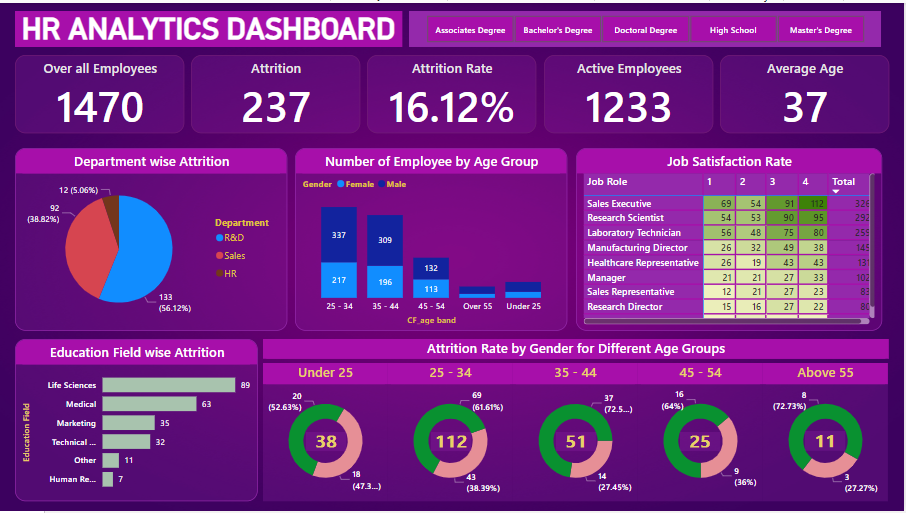 HR ANALYTICS DASHBOARD
Associates Degree
Bachelor's Degree
Doctoral Degree
High School
Master's Degree
Over all Employees
1470
Attrition
237
Attrition Rate
16.12%
Active Employees
1233
Average Age
37
Department wise Attrition
12 (5.06%)
92
(38.82%)
133
(56.12%)
Department
R&D
Sales
HR
Number of Employee by Age Group
Gender Female Male
337
309
132
217
196
113
25 - 34 35 - 44 45 - 54 Over 55 Under 25
CF_age band
Job Satisfaction Rate
Job Role 1 2 3 4 Total
Sales Executive 69 54 91 112 326
Research Scientist 54 53 90 95 292
Laboratory Technician 56 48 75 80 259
Manufacturing Director 26 32 49 38 145
Healthcare Representative 26 19 43 43 131
Manager 21 21 27 33 102
Sales Representative 12 21 27 23 83
Research Director 15 16 27 22 80
Education Field wise Attrition
Education Field
Life Sciences 89
Medical 63
Marketing 35
Technical ... 32
Other 11
Human Re... 7
Attrition Rate by Gender for Different Age Groups
Under 25
20
(52.63%)
38
18
(47.3...)
25 - 34
69
(61.61%)
112
43
(38.39%)
35 - 44
37
(72.5...)
51
14
(27.45%)
45 - 54
16
(64%)
25
9
(36%)
Above 55
8
(72.73%)
11
3
(27.27%)